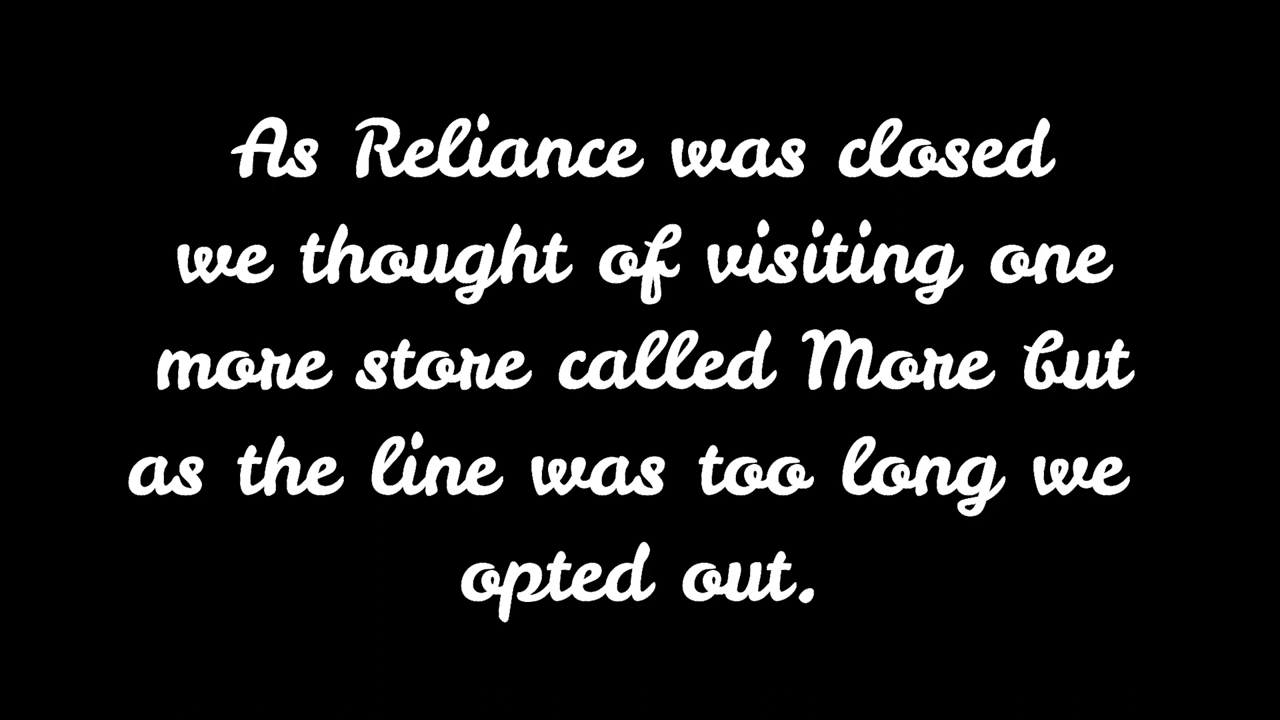 As Reliance was closed
we thought of visiting one
more store called More but
as the line was too long we
opted out.